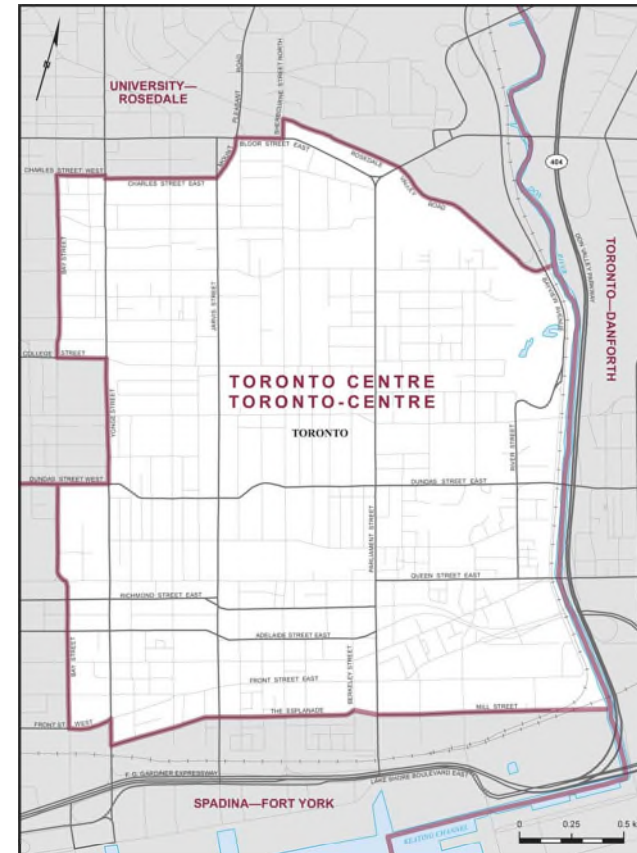 N
UNIVERSITY—
ROSEDALE
MOUNT
PLEASANT
ROAD
SHERBOURNE STREET NORTH
BLOOR STREET EAST
ROSEDALE
VALLEY
ROAD
CHARLES STREET WEST
CHARLES STREET EAST
404
DON
RIVER
DON VALLEY PARKWAY
BAYVIEW AVENUE
TORONTO—DANFORTH
BAY STREET
JARVIS STREET
COLLEGE STREET
YONGE STREET
TORONTO CENTRE
TORONTO-CENTRE
TORONTO
RIVER STREET
DUNDAS STREET WEST
DUNDAS STREET EAST
PARLIAMENT STREET
QUEEN STREET EAST
RICHMOND STREET EAST
ADELAIDE STREET EAST
BAY STREET
BERKELEY STREET
FRONT STREET EAST
THE ESPLANADE
MILL STREET
FRONT ST. WEST
F. G. GARDINER EXPRESSWAY
LAKE SHORE BOULEVARD EAST
SPADINA—FORT YORK
KEATING CHANNEL
0 0.25 0.5 k